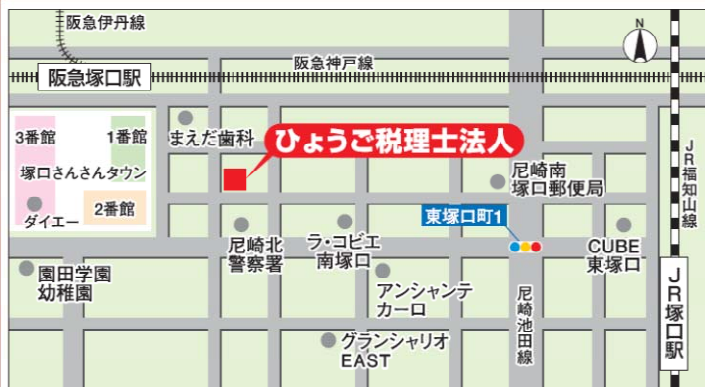 阪急伊丹線
N
阪急神戸線
阪急塚口駅
3番館
1番館
まえだ歯科
ひょうご税理士法人
塚口さんさんタウン
2番館
ダイエー
尼崎南
塚口郵便局
JR福知山線
東塚口町1
尼崎北
警察署
ラ・コビエ
南塚口
CUBE
東塚口
園田学園
幼稚園
アンシャンテ
カーロ
尼崎池田線
JR塚口駅
グランシャリオ
EAST